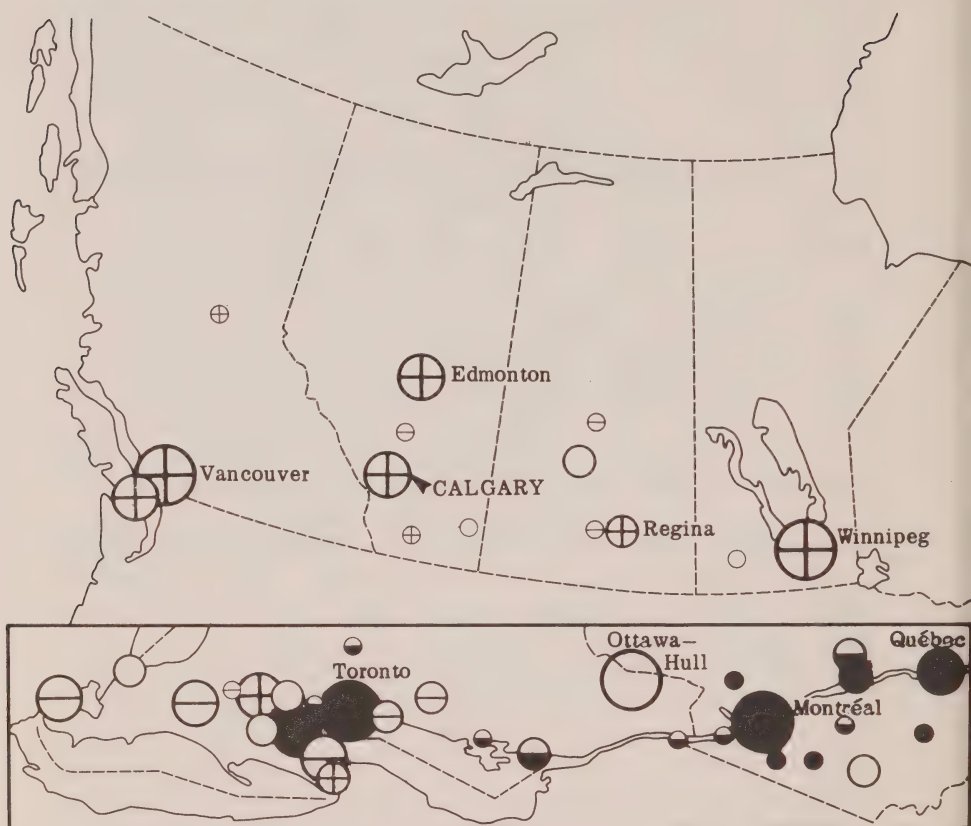 Edmonton
Vancouver
CALGARY
Regina
Winnipeg
Ottawa-
Hull
Québec
Toronto
Montréal